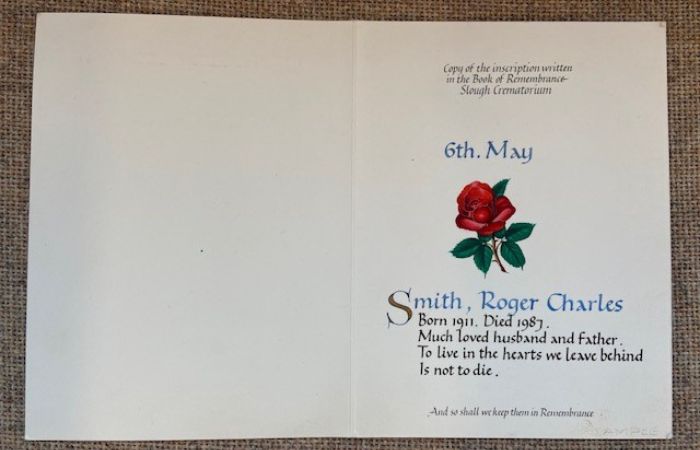 Copy of the inscription written
in the Book of Remembrance
Slough Crematorium
6th. May
Smith, Roger Charles
Born 1911. Died 1987.
Much loved husband and father.
To live in the hearts we leave behind
Is not to die.
And so shall we keep them in Remembrance
SAMPLE